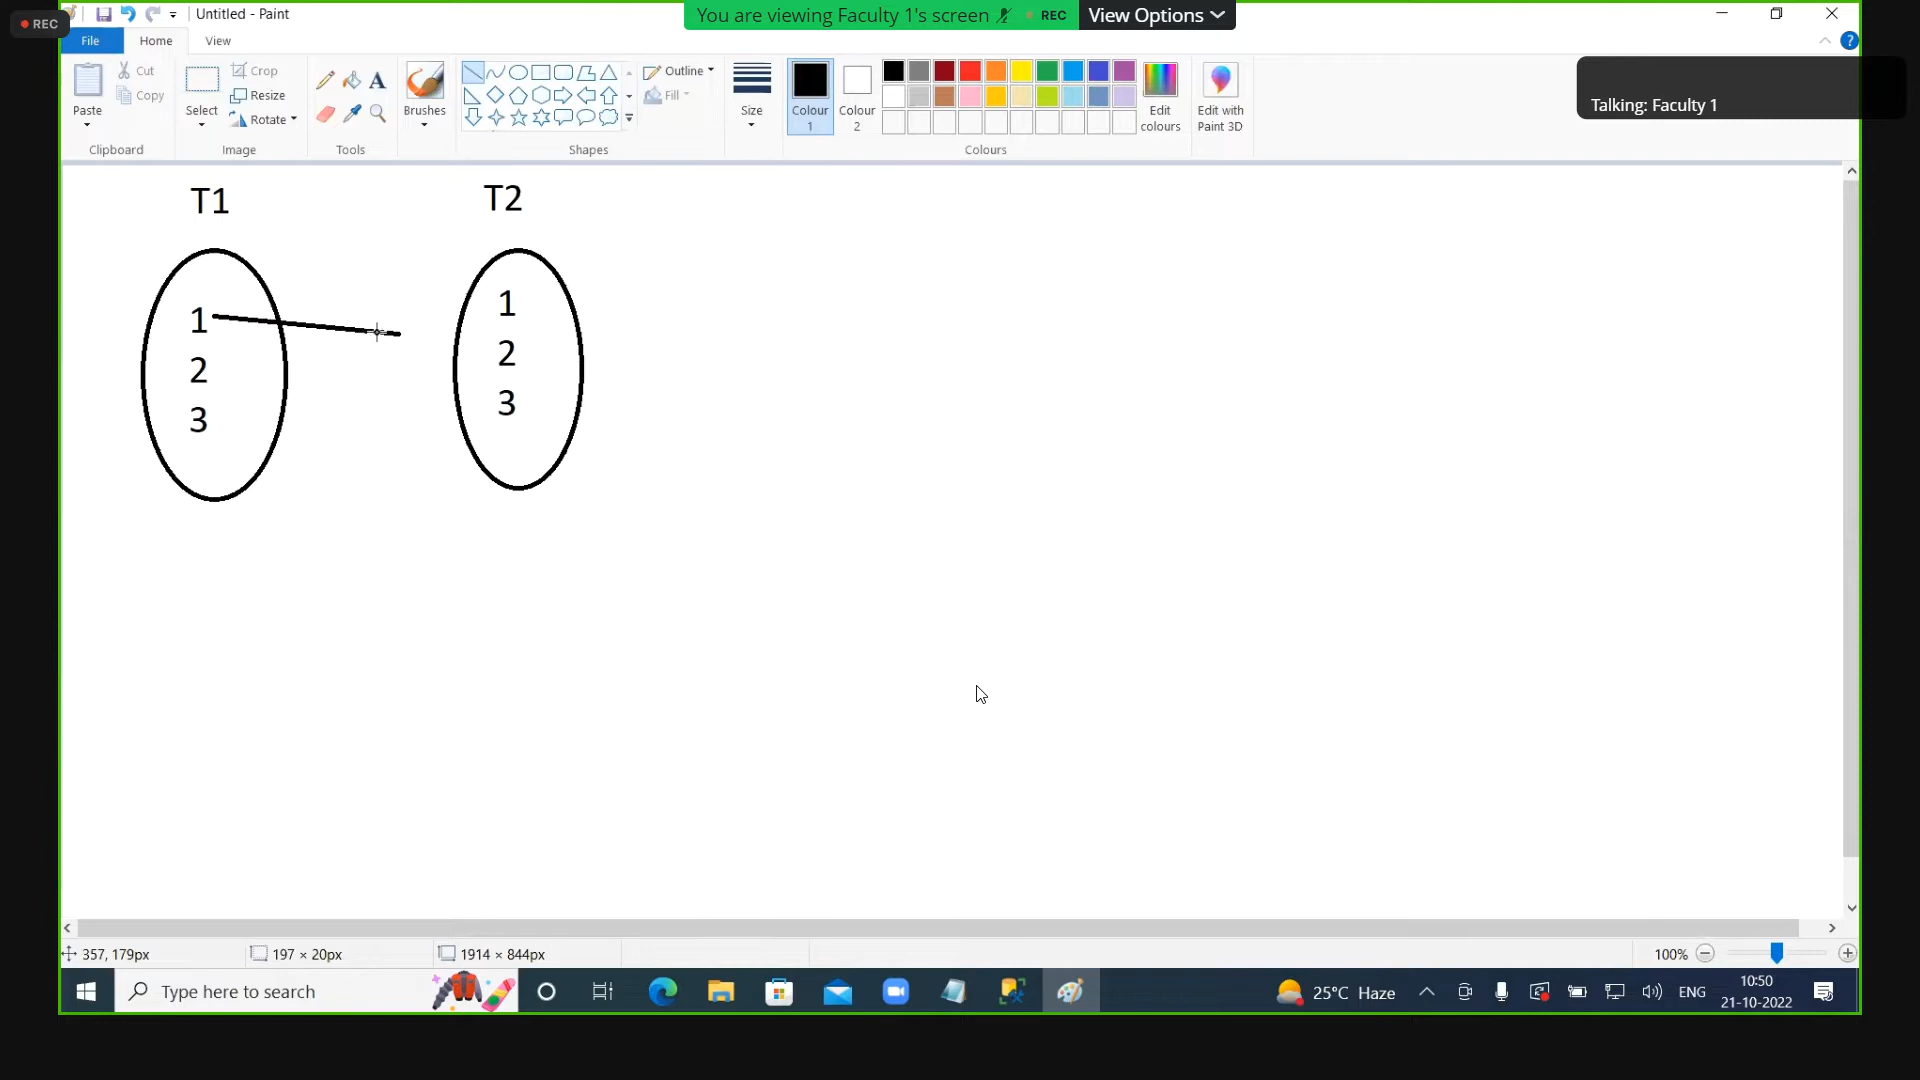 REC
Untitled - Paint
You are viewing Faculty 1's screen
REC
View Options
File
Home
View
Talking: Faculty 1
Paste
Cut
Copy
Clipboard
Select
Crop
Resize
Rotate
Image
A
Tools
Brushes
Shapes
Outline
Fill
Size
Colour
1
Colour
2
Edit
colours
Edit with
Paint 3D
Colours
T1
T2
1
2
3
1
2
3
357, 179px
197 × 20px
1914 × 844px
100%
Type here to search
25°C Haze
ENG
10:50
21-10-2022